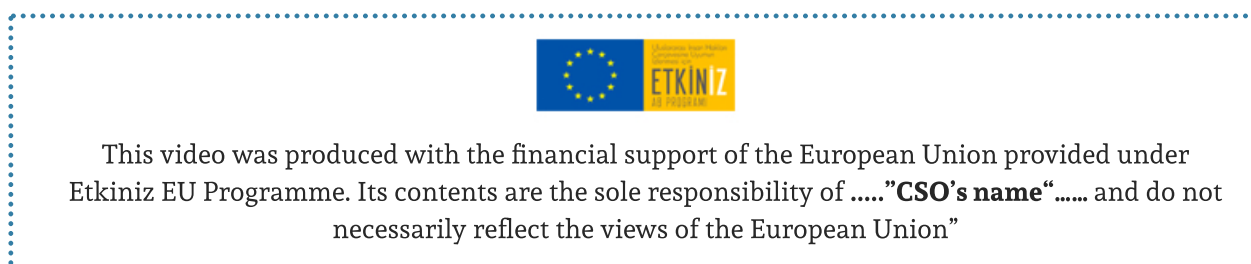 ETKİNİZ
AB PROGRAMI
This video was produced with the financial support of the European Union provided under
Etkiniz EU Programme. Its contents are the sole responsibility of .....”CSO’s name“...... and do not
necessarily reflect the views of the European Union”